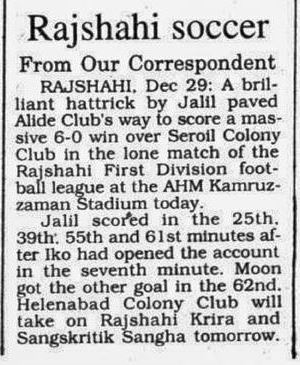 Rajshahi soccer
From Our Correspondent
RAJSHAHI, Dec 29: A bril-
liant hattrick by Jalil paved
Alide Club's way to score a mas-
sive 6-0 win over Seroil Colony
Club in the lone match of the
Rajshahi First Division foot-
ball league at the AHM Kamruz-
zaman Stadium today.
Jalil scored in the 25th,
39th, 55th and 61st minutes af-
ter Iko had opened the account
in the seventh minute. Moon
got the other goal in the 62nd.
Helenabad Colony Club will
take on Rajshahi Krira and
Sangskritik Sangha tomorrow.